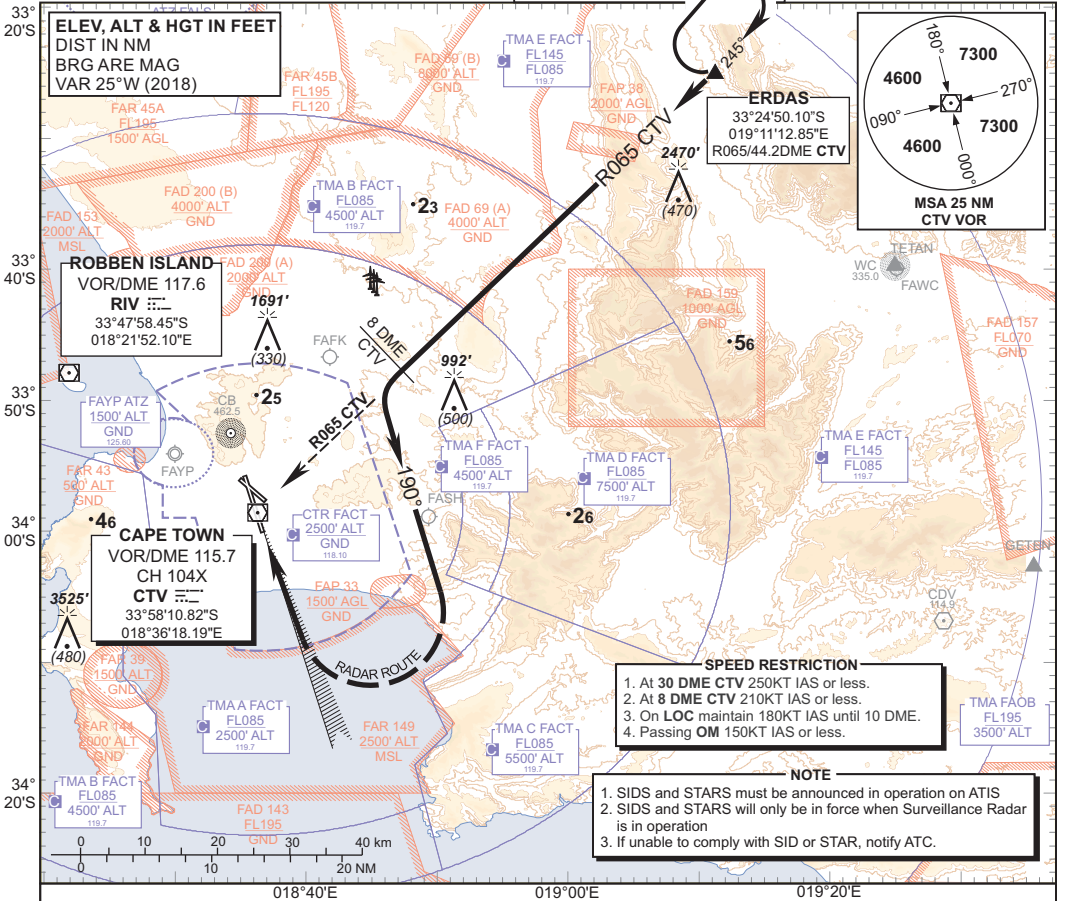 33°
20'S
ELEV, ALT & HGT IN FEET
DIST IN NM
BRG ARE MAG
VAR 25°W (2018)
FAR 45A
FL195
1500' AGL
FAR 45B
FL195
FL120
FAD 69 (B)
8000' ALT
GND
TMA E FACT
C FL145
FL085
119.7
FAP 38
2000' AGL
GND
245°
ERDAS
33°24'50.10"S
019°11'12.85"E
R065/44.2DME CTV
180°
7300
4600
270°
090°
7300
4600
000°
MSA 25 NM
CTV VOR
R065 CTV
2470'
(470)
FAD 153
2000' ALT
MSL
FAD 200 (B)
4000' ALT
GND
TMA B FACT
C FL085
4500' ALT
119.7
23
FAD 69 (A)
4000' ALT
GND
33°
40'S
ROBBEN ISLAND
VOR/DME 117.6
RIV
33°47'58.45"S
018°21'52.10"E
FAD 200 (A)
2000' ALT
GND
1691'
(330)
FAFK
8 DME
CTV
992'
(500)
FAD 159
1000' AGL
GND
56
TETAN
WC
335.0
FAWC
FAD 157
FL070
GND
33°
50'S
FAYP ATZ
1500' ALT
GND
125.60
CB
462.5
25
R065 CTV
FAYP
FAR 43
500' ALT
GND
46
190°
FASH
TMA F FACT
C FL085
4500' ALT
119.7
TMA D FACT
C FL085
7500' ALT
119.7
26
TMA E FACT
C FL145
FL085
119.7
34°
00'S
CAPE TOWN
VOR/DME 115.7
CH 104X
CTV
33°58'10.82"S
018°36'18.19"E
CTR FACT
C 2500' ALT
GND
118.10
FAP 33
1500' AGL
GND
GETEN
CDV
114.9
3525'
(480)
FAR 39
1500' ALT
GND
RADAR ROUTE
SPEED RESTRICTION
1. At 30 DME CTV 250KT IAS or less.
2. At 8 DME CTV 210KT IAS or less.
3. On LOC maintain 180KT IAS until 10 DME.
4. Passing OM 150KT IAS or less.
TMA A FACT
C FL085
2500' ALT
119.7
FAR 144
2000' ALT
GND
FAR 149
2500' ALT
MSL
TMA C FACT
C FL085
5500' ALT
119.7
TMA FAOB
FL195
3500' ALT
34°
20'S
TMA B FACT
C FL085
4500' ALT
119.7
FAD 143
FL195
GND
NOTE
1. SIDS and STARS must be announced in operation on ATIS
2. SIDS and STARS will only be in force when Surveillance Radar
is in operation
3. If unable to comply with SID or STAR, notify ATC.
0 10 20 30 40 km
0 10 20 NM
018°40'E
019°00'E
019°20'E